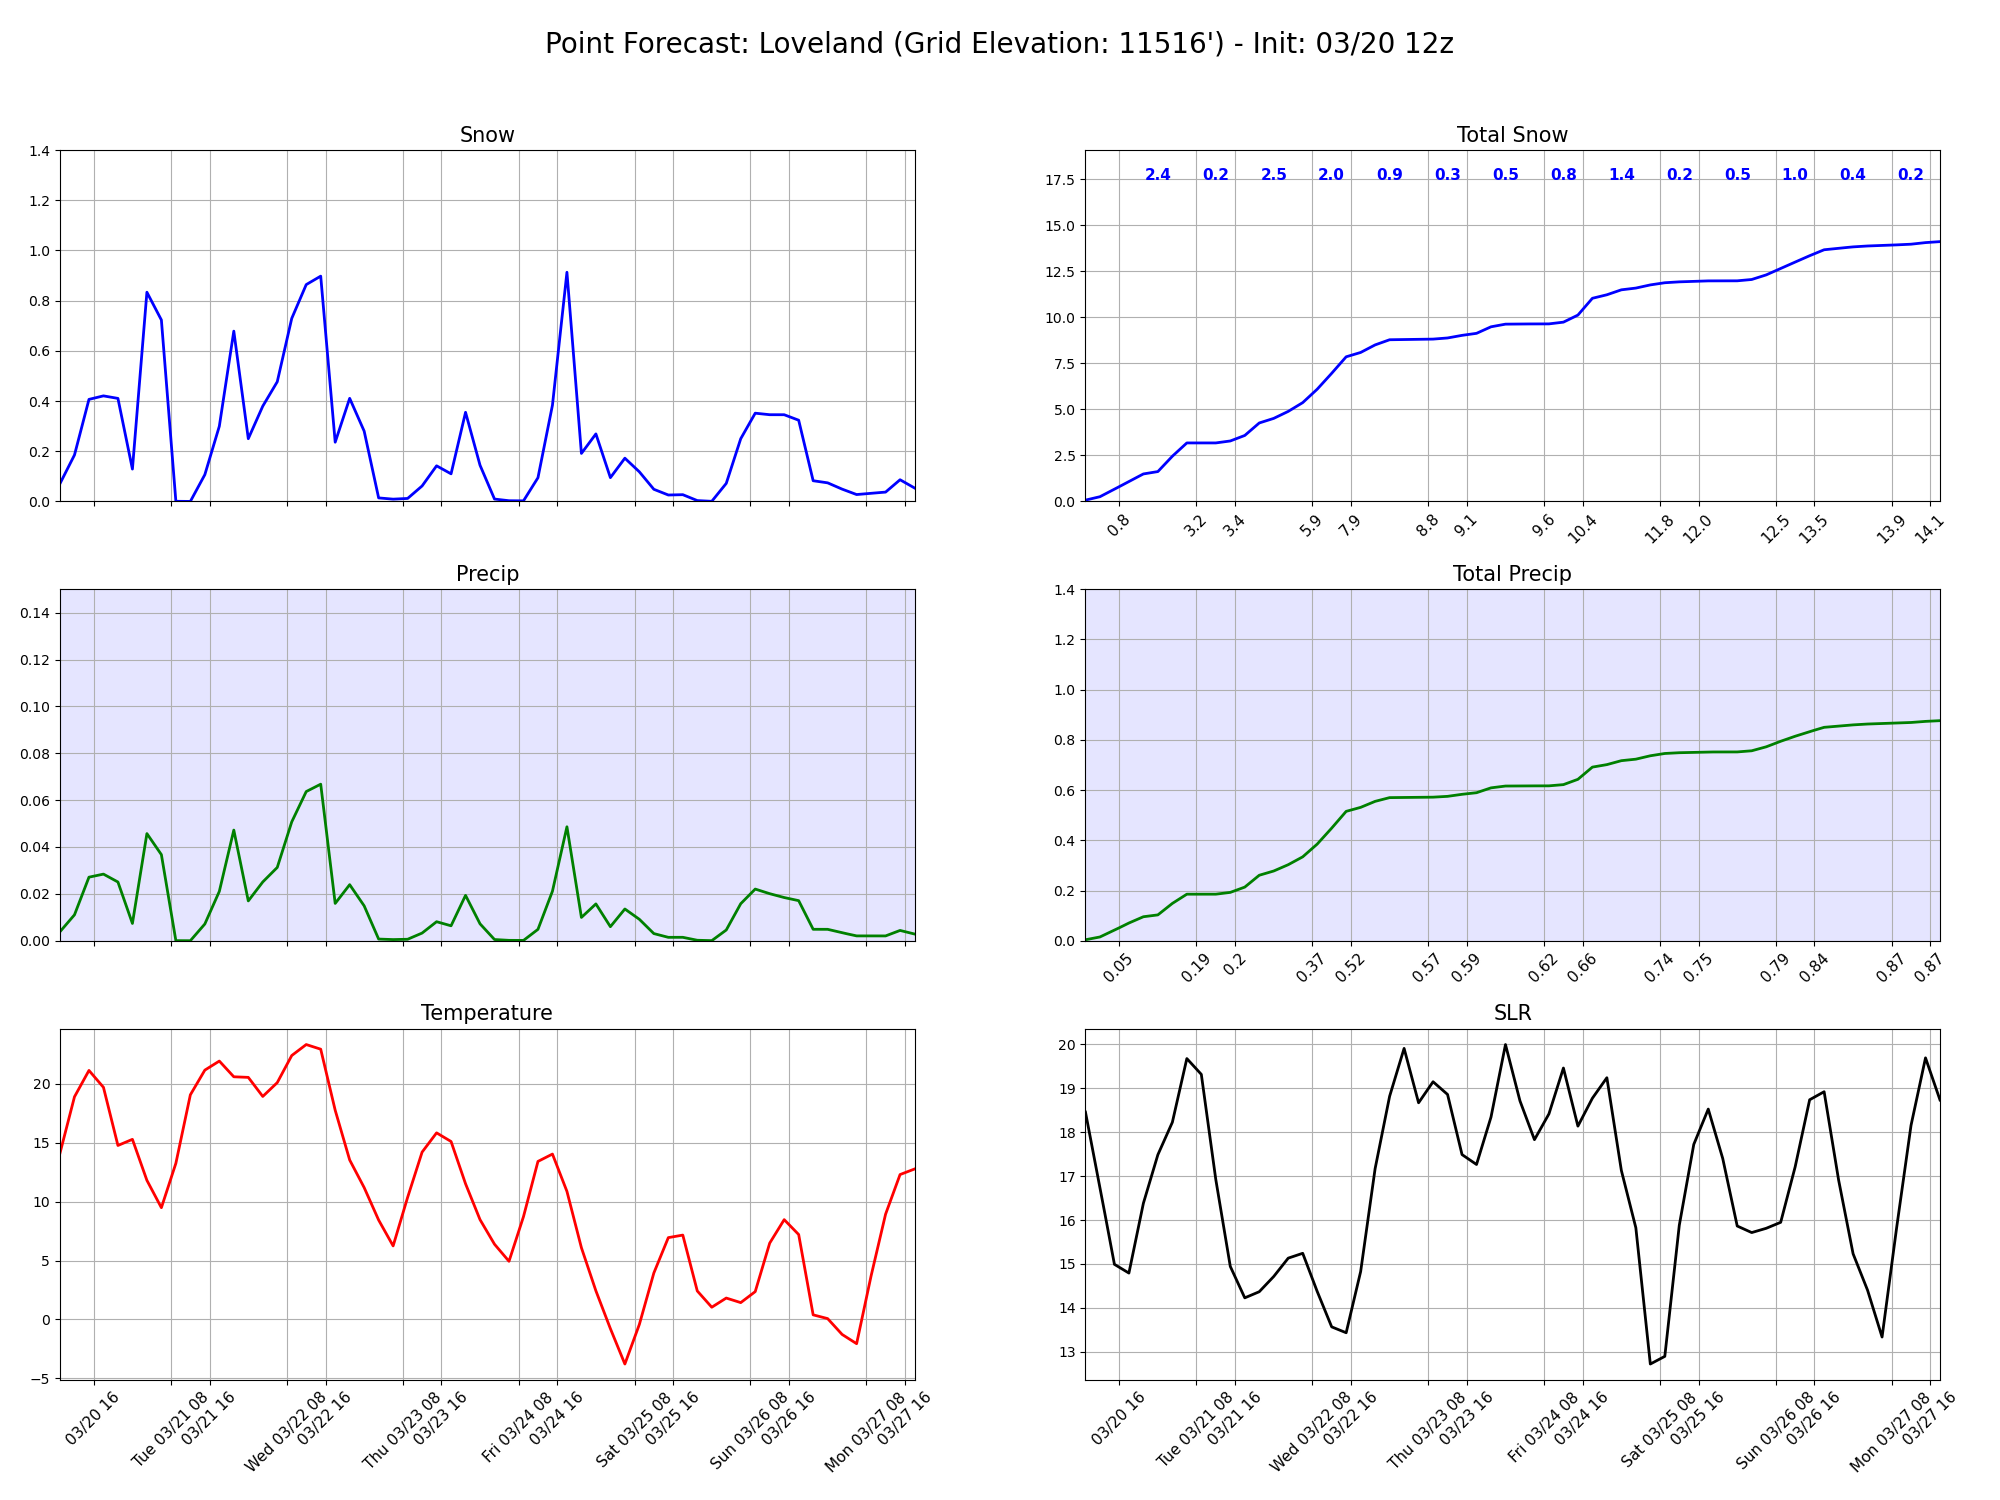 Point Forecast: Loveland (Grid Elevation: 11516') - Init: 03/20 12z
Snow
1.4
1.2
1.0
0.8
0.6
0.4
0.2
0.0
Total Snow
2.4 0.2 2.5 2.0 0.9 0.3 0.5 0.8 1.4 0.2 0.5 1.0 0.4 0.2
17.5
15.0
12.5
10.0
7.5
5.0
2.5
0.0
0.8 3.2 3.4 5.9 7.9 8.8 9.1 9.6 10.4 11.8 12.0 12.5 13.5 13.9 14.1
Precip
0.14
0.12
0.10
0.08
0.06
0.04
0.02
0.00
Total Precip
1.4
1.2
1.0
0.8
0.6
0.4
0.2
0.0
0.05 0.19 0.2 0.37 0.52 0.57 0.59 0.62 0.66 0.74 0.75 0.79 0.84 0.87 0.87
Temperature
20
15
10
5
0
−5
03/20 16
Tue 03/21 08
03/21 16
Wed 03/22 08
03/22 16
Thu 03/23 08
03/23 16
Fri 03/24 08
03/24 16
Sat 03/25 08
03/25 16
Sun 03/26 08
03/26 16
Mon 03/27 08
03/27 16
SLR
20
19
18
17
16
15
14
13
03/20 16
Tue 03/21 08
03/21 16
Wed 03/22 08
03/22 16
Thu 03/23 08
03/23 16
Fri 03/24 08
03/24 16
Sat 03/25 08
03/25 16
Sun 03/26 08
03/26 16
Mon 03/27 08
03/27 16